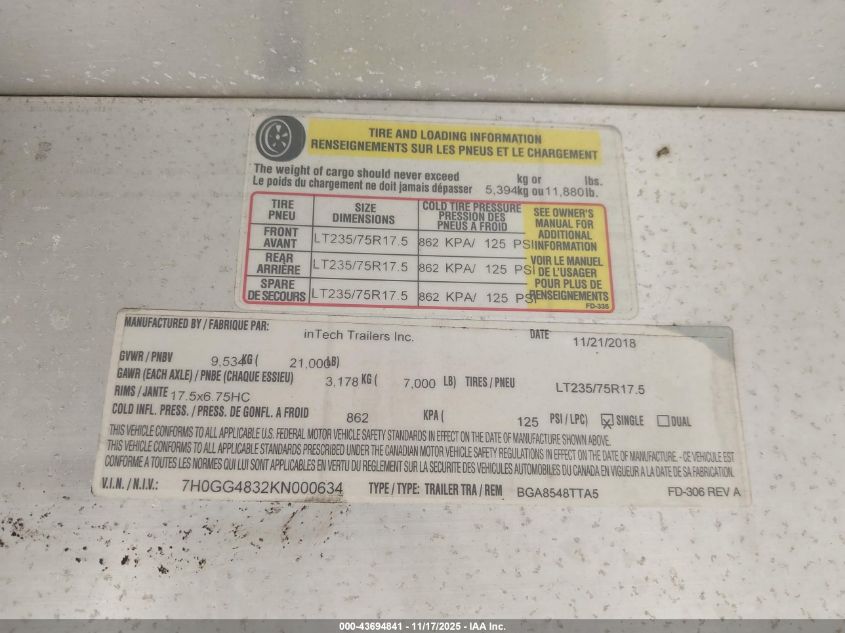 TIRE AND LOADING INFORMATION
RENSEIGNEMENTS SUR LES PNEUS ET LE CHARGEMENT
The weight of cargo should never exceed kg or lbs.
Le poids du chargement ne doit jamais dépasser 5,394 kg ou 11,880 lb.
TIRE PNEU SIZE DIMENSIONS COLD TIRE PRESSURE PRESSION DES PNEUS A FROID
FRONT AVANT LT235/75R17.5 862 KPA/ 125 PSI
REAR ARRIÈRE LT235/75R17.5 862 KPA/ 125 PSI
SPARE DE SECOURS LT235/75R17.5 862 KPA/ 125 PSI
SEE OWNER'S
MANUAL FOR
ADDITIONAL
INFORMATION
VOIR LE MANUEL
DE L'USAGER
POUR PLUS DE
RENSEIGNEMENTS
FD-335
MANUFACTURED BY / FABRIQUE PAR: inTech Trailers Inc. DATE 11/21/2018
GVWR / PNBV 9,534 KG ( 21,000 LB)
GAWR (EACH AXLE) / PNBE (CHAQUE ESSIEU) 3,178 KG ( 7,000 LB) TIRES / PNEU LT235/75R17.5
RIMS / JANTE 17.5x6.75HC
COLD INFL. PRESS. / PRESS. DE GONFL. A FROID 862 KPA ( 125 PSI / LPC) ☒ SINGLE ☐ DUAL
THIS VEHICLE CONFORMS TO ALL APPLICABLE U.S. FEDERAL MOTOR VEHICLE SAFETY STANDARDS IN EFFECT ON THE DATE OF MANUFACTURE SHOWN ABOVE.
THIS VEHICLE CONFORMS TO ALL APPLICABLE STANDARDS PRESCRIBED UNDER THE CANADIAN MOTOR VEHICLE SAFETY REGULATIONS IN EFFECT ON THE DATE OF MANUFACTURE. - CE VEHICULE EST
CONFORME A TOUTES LES NORMES QUI LUI SONT APPLICABLES EN VERTU DU REGLEMENT SUR LA SECURITE DES VEHICULES AUTOMOBILES DU CANADA EN VIGUEUR A LA DATE DE SA FABRICATION.
V.I.N. / N.I.V.: 7H0GG4832KN000634 TYPE / TYPE: TRAILER TRA / REM BGA8548TTA5 FD-306 REV A
000-43694841 - 11/17/2025 - IAA Inc.